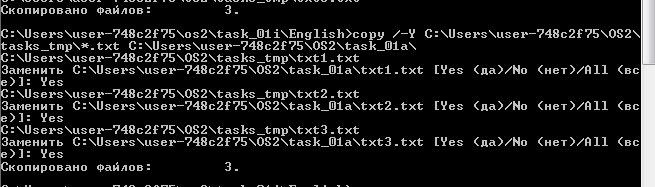 Скопировано файлов:         3.
C:\Users\user-748c2f75\os2\task_01i\English>copy /-Y C:\Users\user-748c2f75\OS2\
tasks_tmp\*.txt C:\Users\user-748c2f75\OS2\task_01a\
C:\Users\user-748c2f75\OS2\tasks_tmp\txt1.txt
Заменить C:\Users\user-748c2f75\OS2\task_01a\txt1.txt [Yes (да)/No (нет)/All (вс
е)]: Yes
C:\Users\user-748c2f75\OS2\tasks_tmp\txt2.txt
Заменить C:\Users\user-748c2f75\OS2\task_01a\txt2.txt [Yes (да)/No (нет)/All (вс
е)]: Yes
C:\Users\user-748c2f75\OS2\tasks_tmp\txt3.txt
Заменить C:\Users\user-748c2f75\OS2\task_01a\txt3.txt [Yes (да)/No (нет)/All (вс
е)]: Yes
Скопировано файлов:         3.